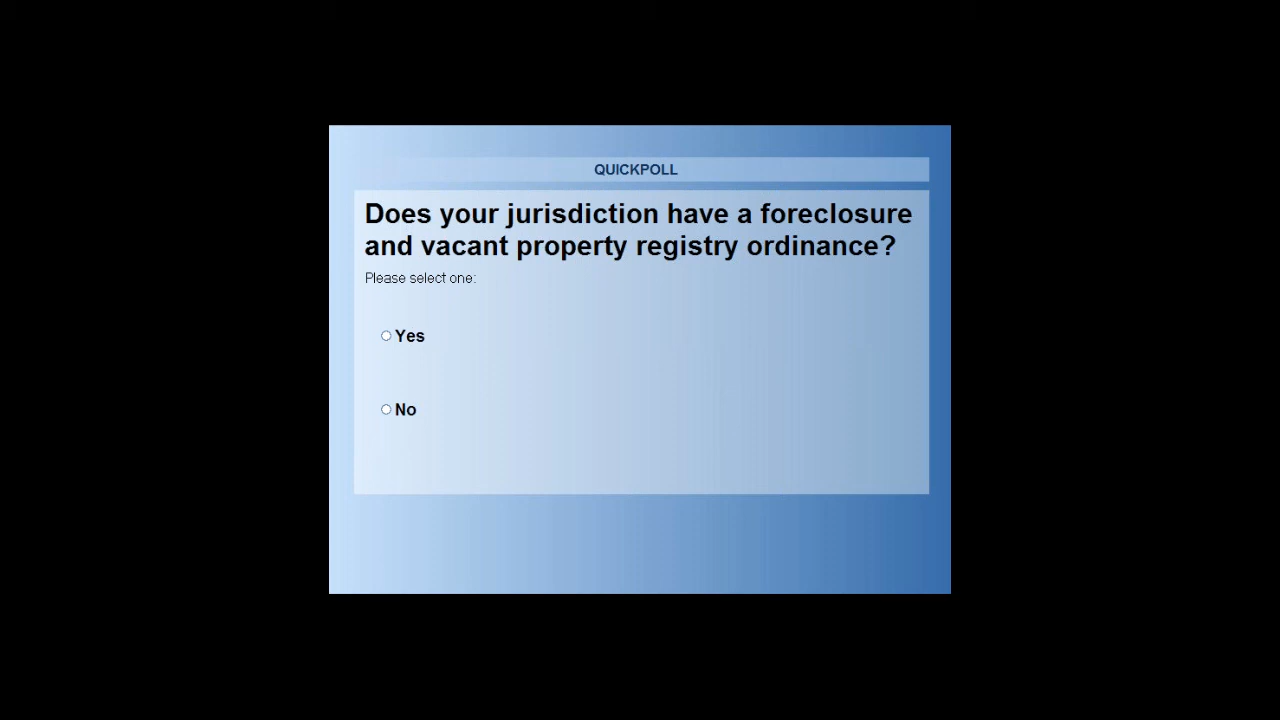 QUICKPOLL
Does your jurisdiction have a foreclosure
and vacant property registry ordinance?
Please select one:
Yes
No